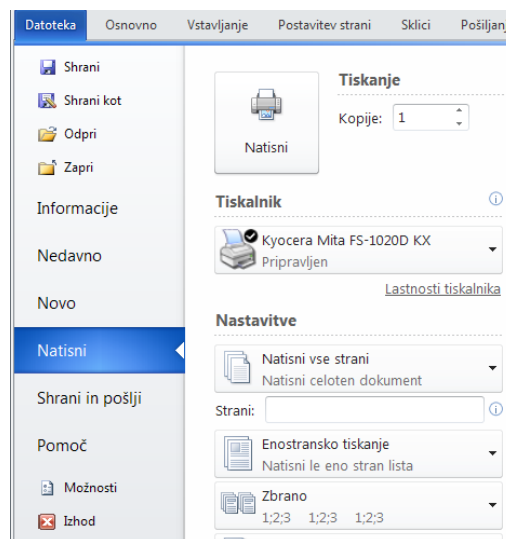 Datoteka Osnovno Vstavljanje Postavitev strani Sklici Pošiljanj
Shrani
Shrani kot
Odpri
Zapri
Informacije
Nedavno
Novo
Natisni
Shrani in pošlji
Pomoč
Možnosti
Izhod
Natisni
Tiskanje
Kopije: 1
Tiskalnik
Kyocera Mita FS-1020D KX
Pripravljen
Lastnosti tiskalnika
Nastavitve
Natisni vse strani
Natisni celoten dokument
Strani:
Enostransko tiskanje
Natisni le eno stran lista
Zbrano
1;2;3 1;2;3 1;2;3